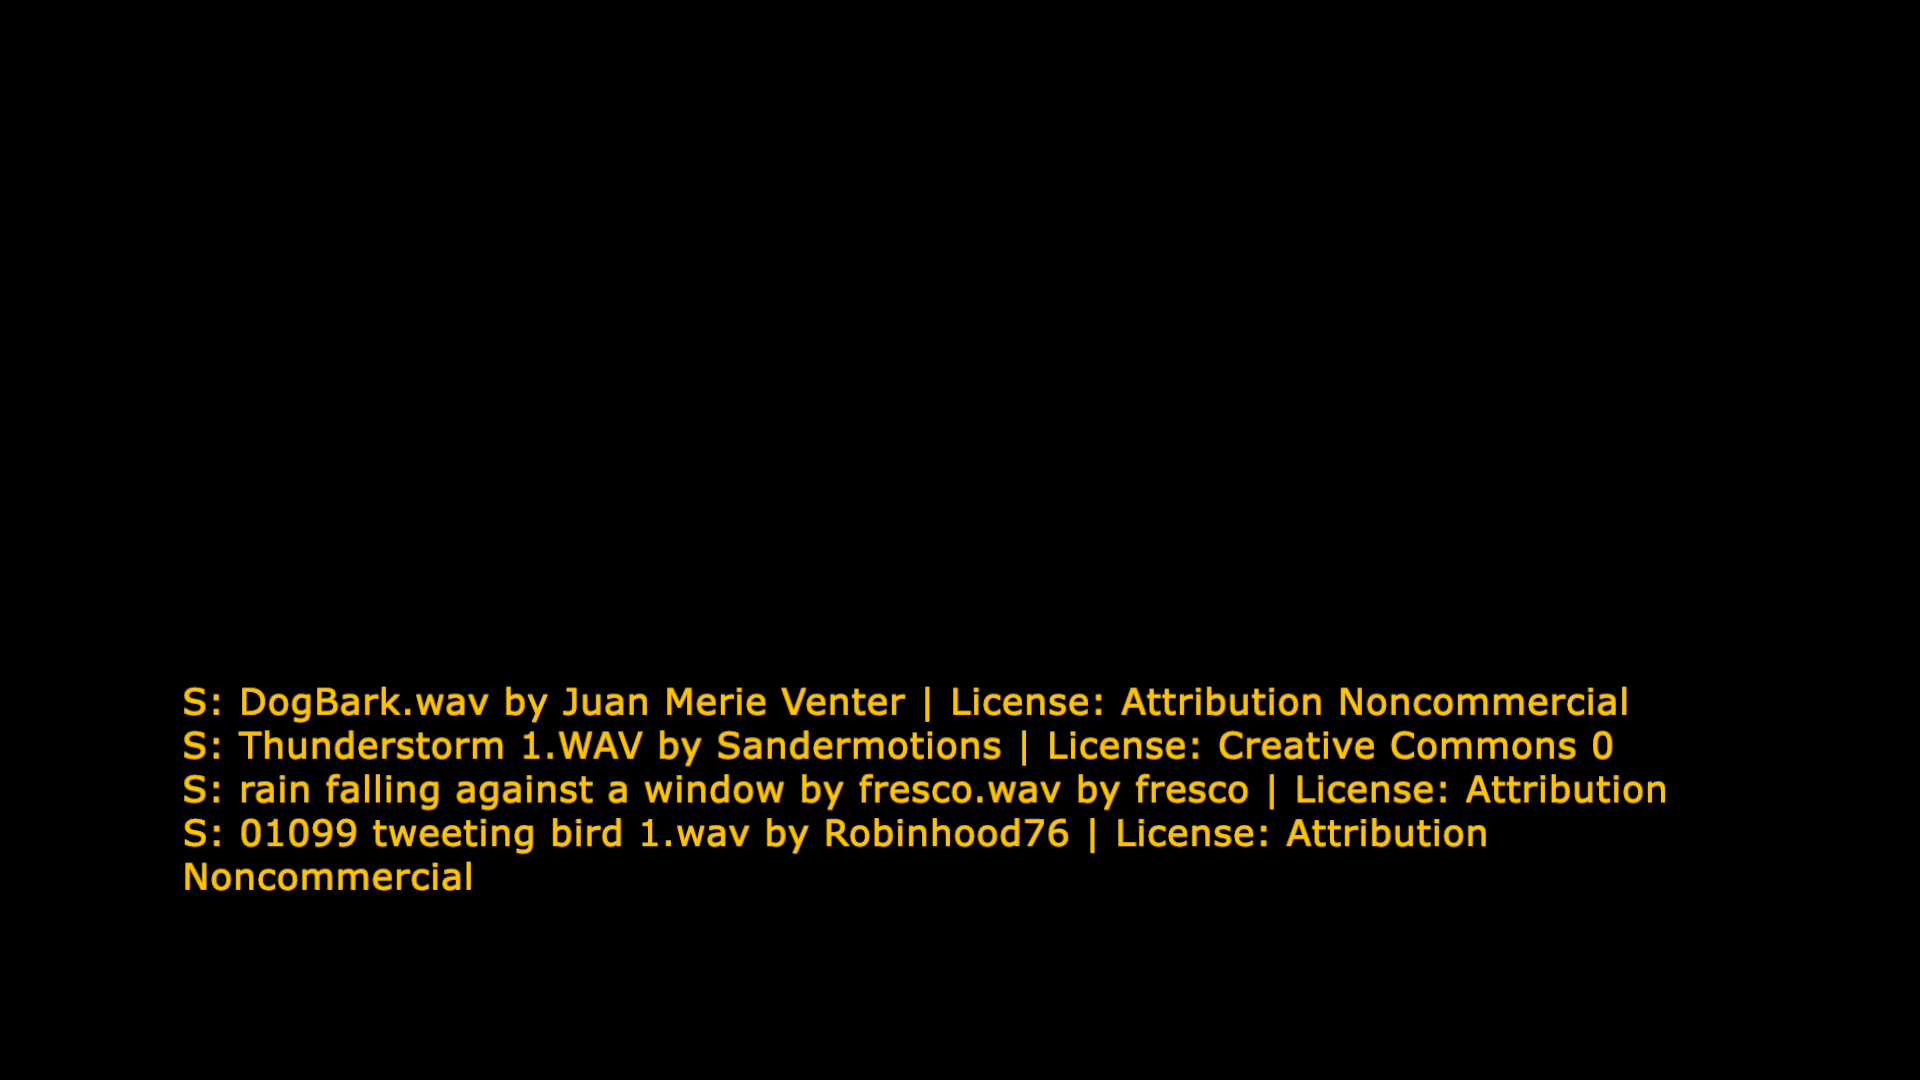 S: DogBark.wav by Juan Merie Venter | License: Attribution Noncommercial
S: Thunderstorm 1.WAV by Sandermotions | License: Creative Commons 0
S: rain falling against a window by fresco.wav by fresco | License: Attribution
S: 01099 tweeting bird 1.wav by Robinhood76 | License: Attribution
Noncommercial